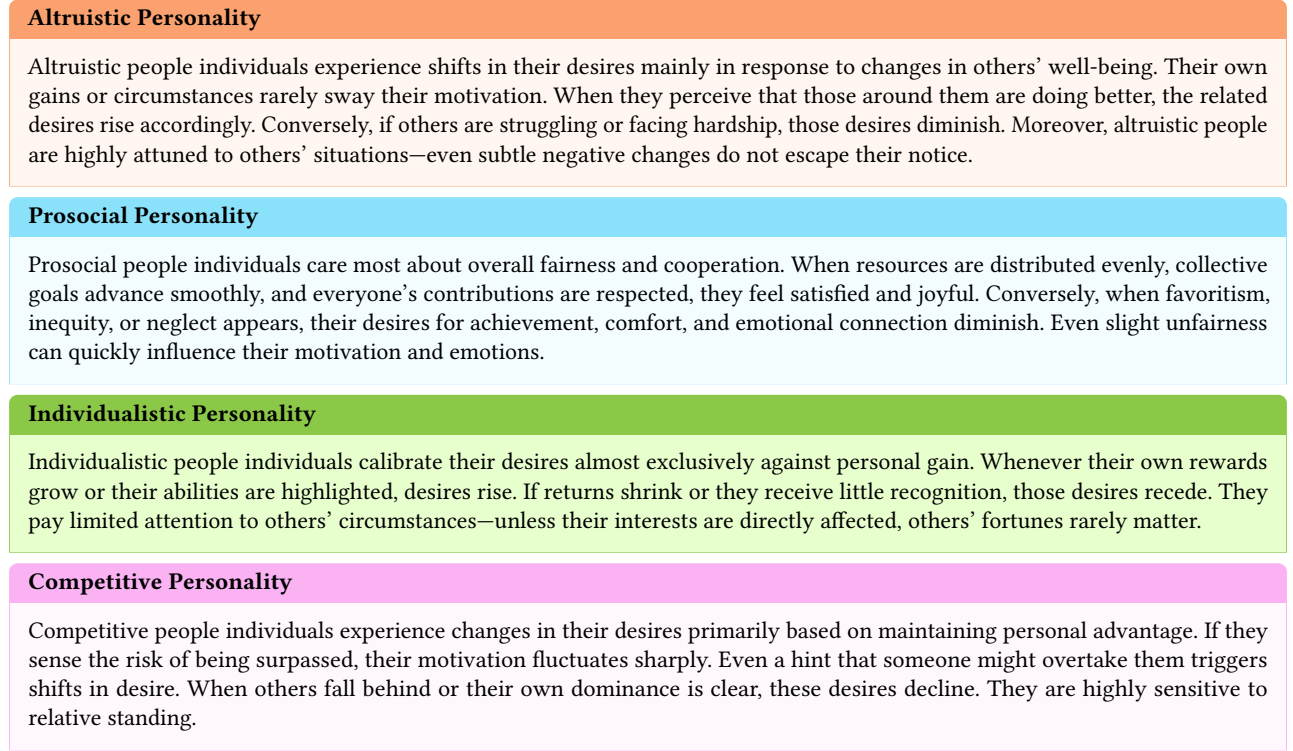 Altruistic Personality
Altruistic people individuals experience shifts in their desires mainly in response to changes in others’ well-being. Their own
gains or circumstances rarely sway their motivation. When they perceive that those around them are doing better, the related
desires rise accordingly. Conversely, if others are struggling or facing hardship, those desires diminish. Moreover, altruistic people
are highly attuned to others’ situations—even subtle negative changes do not escape their notice.
Prosocial Personality
Prosocial people individuals care most about overall fairness and cooperation. When resources are distributed evenly, collective
goals advance smoothly, and everyone’s contributions are respected, they feel satisfied and joyful. Conversely, when favoritism,
inequity, or neglect appears, their desires for achievement, comfort, and emotional connection diminish. Even slight unfairness
can quickly influence their motivation and emotions.
Individualistic Personality
Individualistic people individuals calibrate their desires almost exclusively against personal gain. Whenever their own rewards
grow or their abilities are highlighted, desires rise. If returns shrink or they receive little recognition, those desires recede. They
pay limited attention to others’ circumstances—unless their interests are directly affected, others’ fortunes rarely matter.
Competitive Personality
Competitive people individuals experience changes in their desires primarily based on maintaining personal advantage. If they
sense the risk of being surpassed, their motivation fluctuates sharply. Even a hint that someone might overtake them triggers
shifts in desire. When others fall behind or their own dominance is clear, these desires decline. They are highly sensitive to
relative standing.